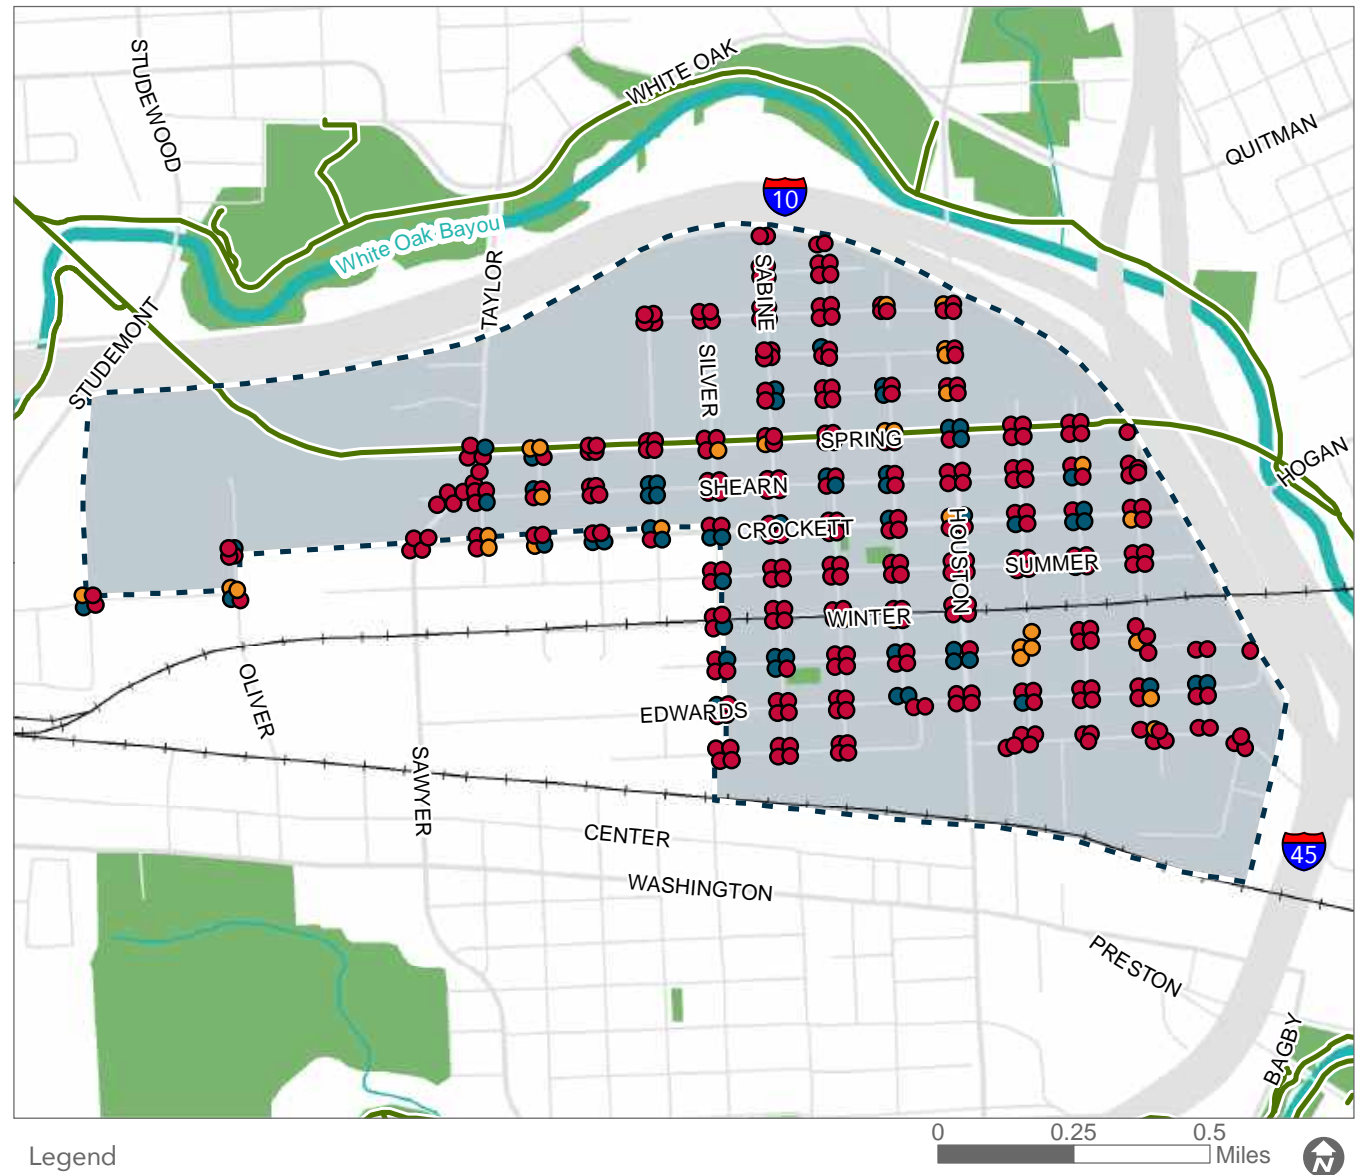 STUDEWOOD
WHITE OAK
QUITMAN
10
White Oak Bayou
TAYLOR
SABINE
STUDEMONT
SILVER
SPRING
HOGAN
SHEARN
CROCKETT
HOUSTON
SUMMER
WINTER
OLIVER
EDWARDS
SAWYER
CENTER
45
WASHINGTON
PRESTON
BAGBY
Legend
0 0.25 0.5
Miles
N